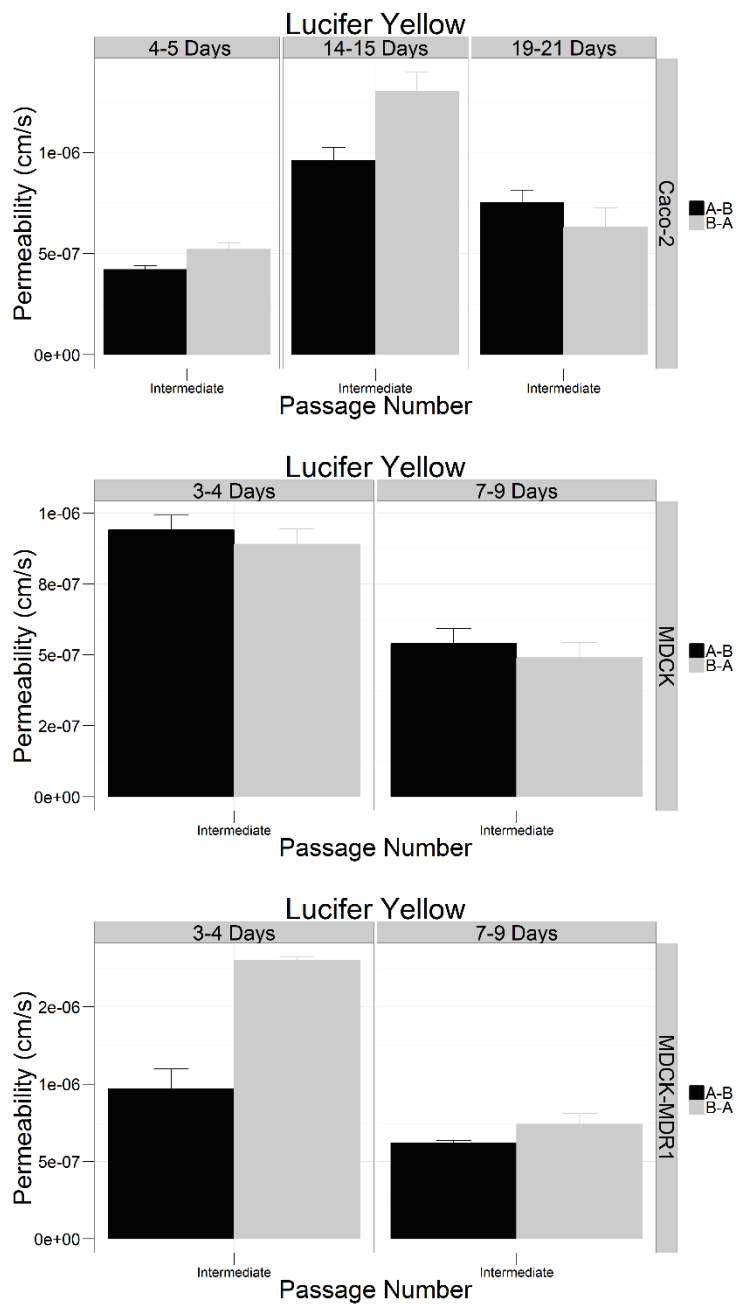 Lucifer Yellow
4-5 Days 14-15 Days 19-21 Days
Permeability (cm/s)
1e-06
5e-07
0e+00
Caco-2
A-B
B-A
Intermediate Intermediate Intermediate
Passage Number
Lucifer Yellow
3-4 Days 7-9 Days
Permeability (cm/s)
1e-06
8e-07
5e-07
2e-07
0e+00
MDCK
A-B
B-A
Intermediate Intermediate
Passage Number
Lucifer Yellow
3-4 Days 7-9 Days
Permeability (cm/s)
2e-06
1e-06
5e-07
0e+00
MDCK-MDR1
A-B
B-A
Intermediate Intermediate
Passage Number